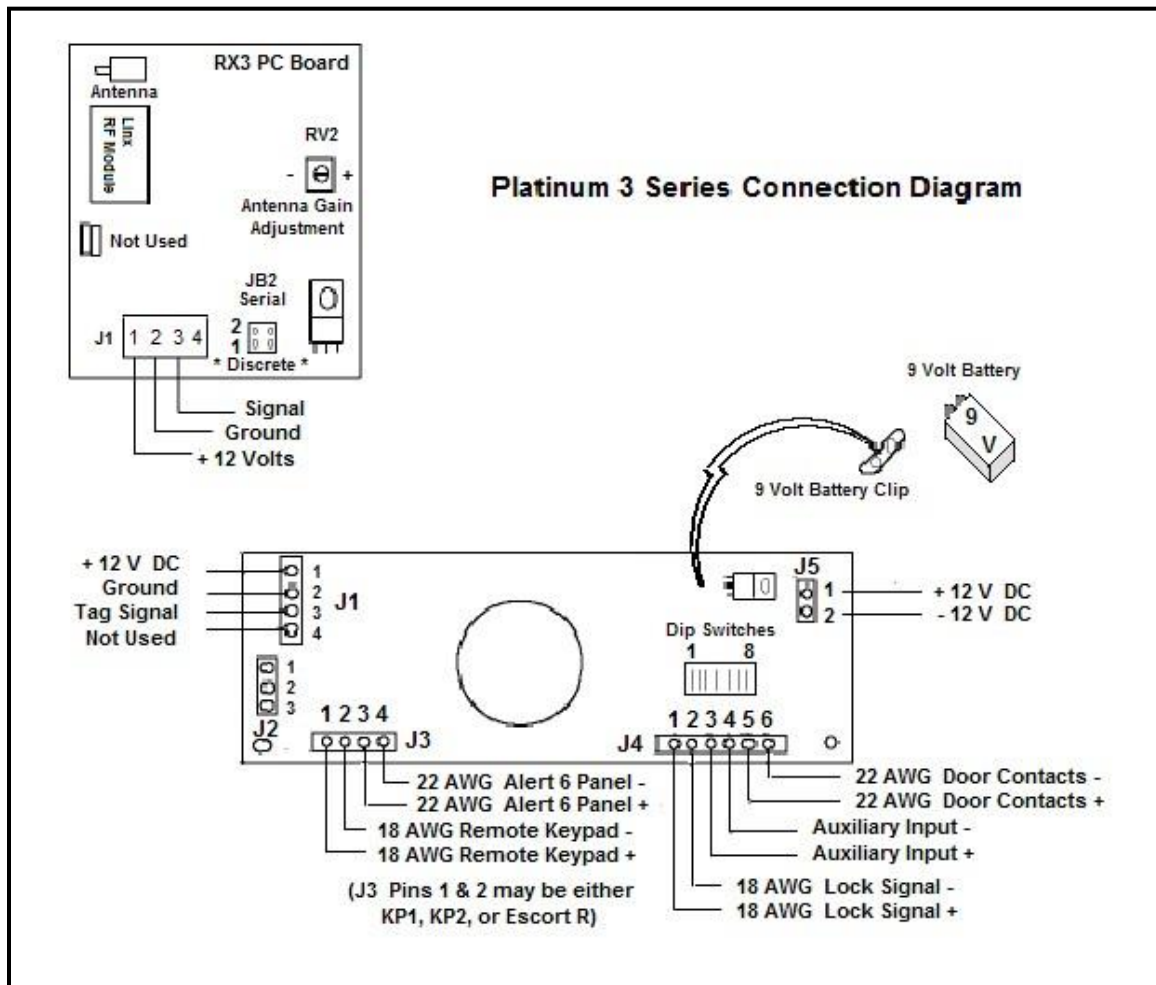 RX3 PC Board
Antenna
Linx
RF Module
RV2
- +
Antenna Gain
Adjustment
Not Used
JB2
Serial
2
1
* Discrete *
J1 1 2 3 4
Signal
Ground
+ 12 Volts
Platinum 3 Series Connection Diagram
9 Volt Battery
9
V
9 Volt Battery Clip
+ 12 V DC
Ground
Tag Signal
Not Used
1
2
3
4
J1
1
2
3
J2
1 2 3 4
J3
22 AWG Alert 6 Panel -
22 AWG Alert 6 Panel +
18 AWG Remote Keypad -
18 AWG Remote Keypad +
(J3 Pins 1 & 2 may be either
KP1, KP2, or Escort R)
J5
1
2
+ 12 V DC
- 12 V DC
Dip Switches
1 8
1 2 3 4 5 6
J4
22 AWG Door Contacts -
22 AWG Door Contacts +
Auxiliary Input -
Auxiliary Input +
18 AWG Lock Signal -
18 AWG Lock Signal +